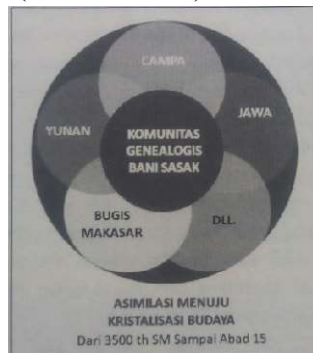 CAMPA
YUNAN
JAWA
KOMUNITAS
GENEALOGIS
BANI SASAK
BUGIS
MAKASAR
DLL.
ASIMILASI MENUJU
KRISTALISASI BUDAYA
Dari 3500 th SM Sampai Abad 15